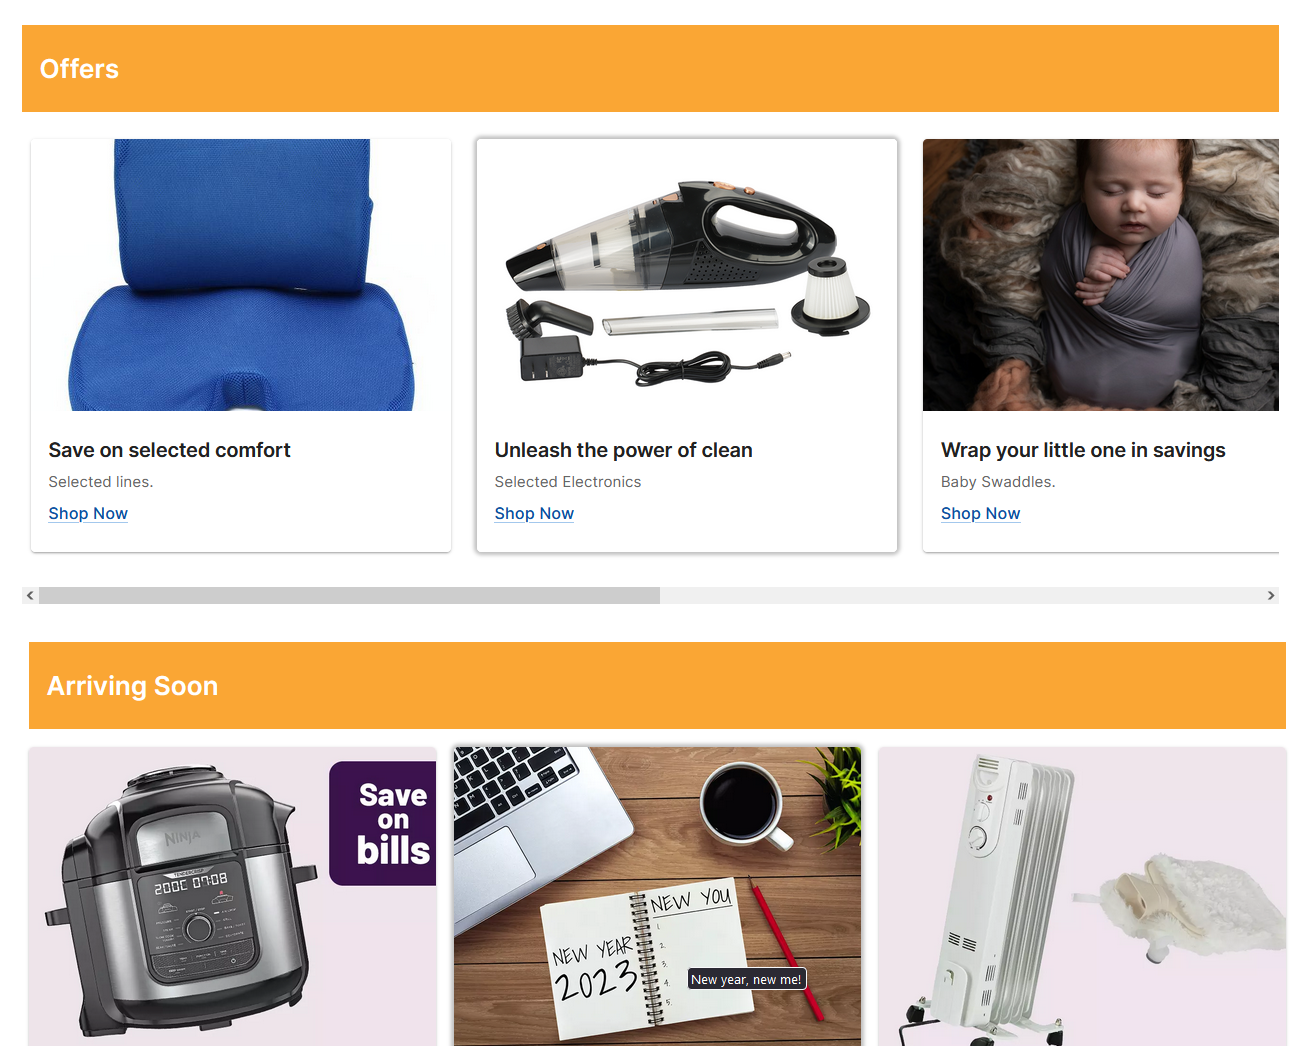 Offers
Save on selected comfort
Selected lines.
Shop Now
Unleash the power of clean
Selected Electronics
Shop Now
Wrap your little one in savings
Baby Swaddles.
Shop Now
Arriving Soon
NINJA
TENDERCRISP
200C 07:08
Save
on
bills
NEW YEAR
2023
NEW YOU
1.
2.
3.
4.
5.
New year, new me!